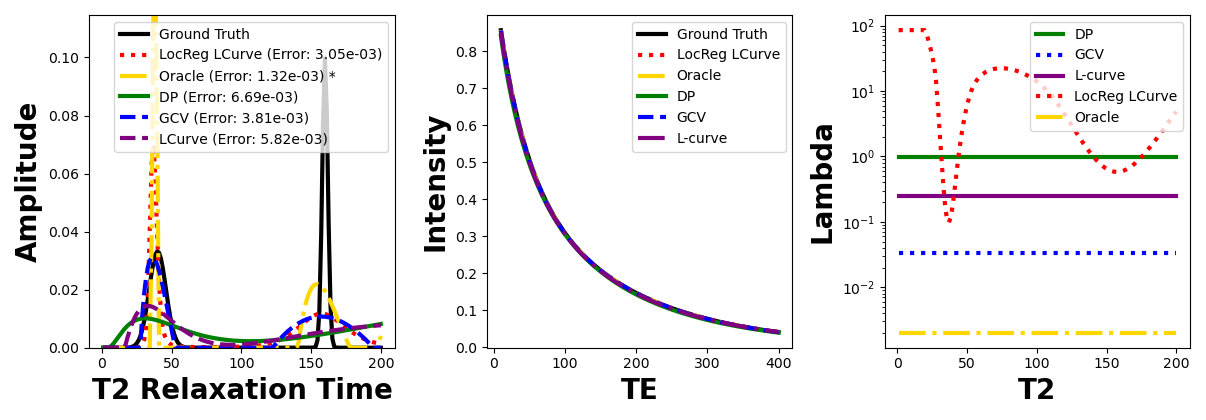 Amplitude
0.10
0.08
0.06
0.04
0.02
0.00
Ground Truth
LocReg LCurve (Error: 3.05e-03)
Oracle (Error: 1.32e-03) *
DP (Error: 6.69e-03)
GCV (Error: 3.81e-03)
LCurve (Error: 5.82e-03)
0 50 100 150 200
T2 Relaxation Time
Intensity
0.8
0.7
0.6
0.5
0.4
0.3
0.2
0.1
0.0
Ground Truth
LocReg LCurve
Oracle
DP
GCV
L-curve
0 100 200 300 400
TE
Lambda
10²
10¹
10⁰
10⁻¹
10⁻²
DP
GCV
L-curve
LocReg LCurve
Oracle
0 50 100 150 200
T2